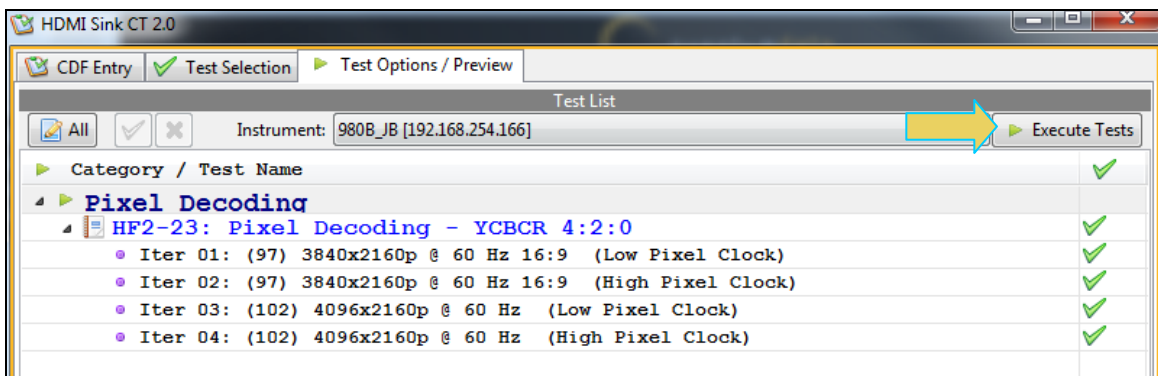 HDMI Sink CT 2.0
CDF Entry Test Selection Test Options / Preview
Test List
All Instrument: 980B_JB [192.168.254.166] Execute Tests
Category / Test Name
Pixel Decoding
HF2-23: Pixel Decoding - YCBCR 4:2:0
Iter 01: (97) 3840x2160p @ 60 Hz 16:9 (Low Pixel Clock)
Iter 02: (97) 3840x2160p @ 60 Hz 16:9 (High Pixel Clock)
Iter 03: (102) 4096x2160p @ 60 Hz (Low Pixel Clock)
Iter 04: (102) 4096x2160p @ 60 Hz (High Pixel Clock)